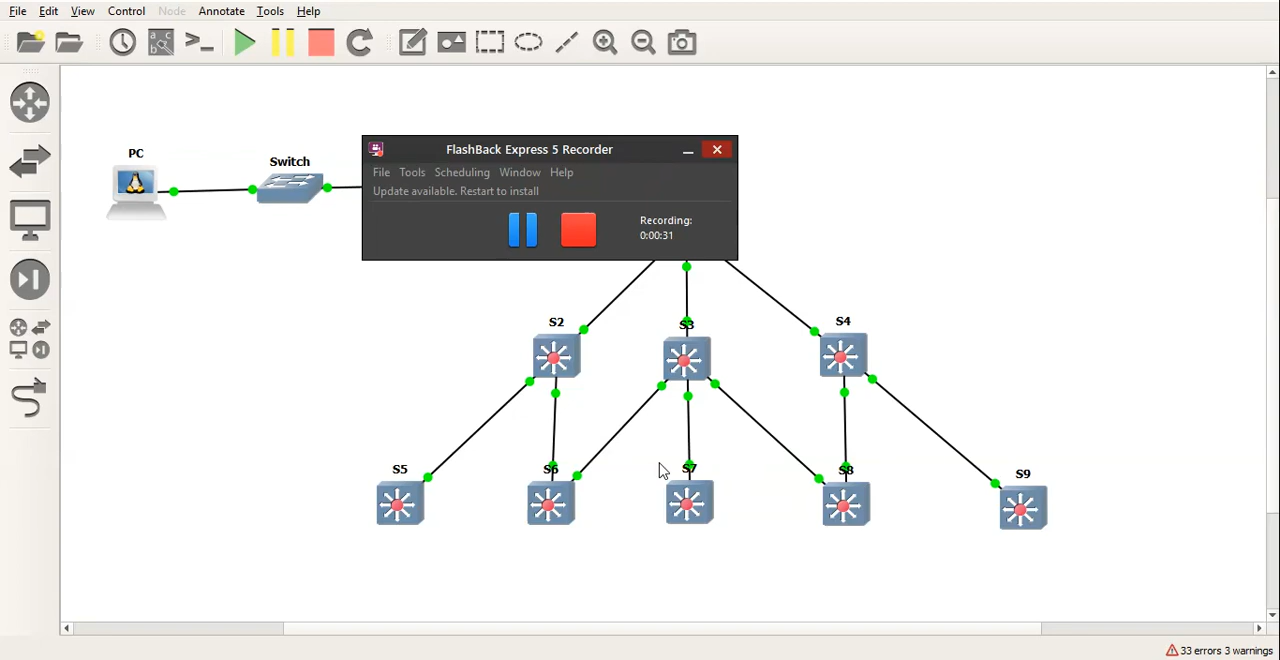 File Edit View Control Node Annotate Tools Help
PC
Switch
FlashBack Express 5 Recorder
File Tools Scheduling Window Help
Update available. Restart to install
Recording:
0:00:31
S2
S3
S4
S5
S6
S7
S8
S9
33 errors 3 warnings